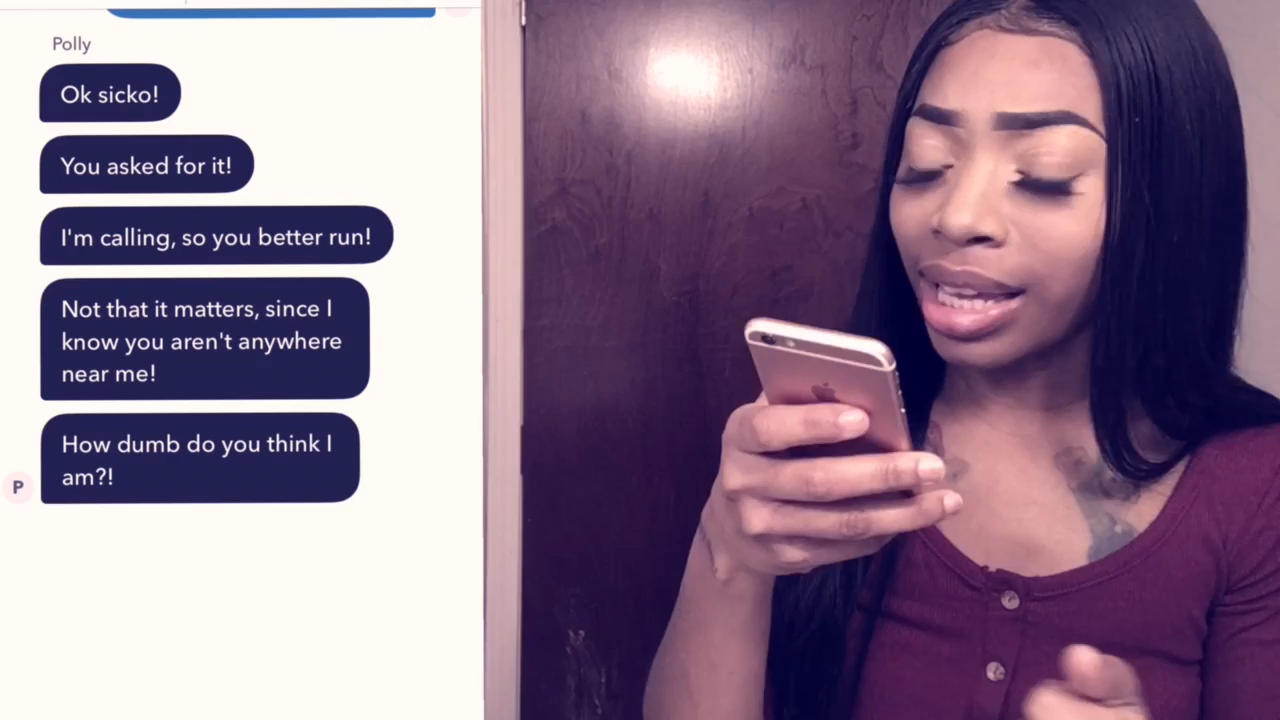 Polly
Ok sicko!
You asked for it!
I'm calling, so you better run!
Not that it matters, since I
know you aren't anywhere
near me!
How dumb do you think I
am?!
P